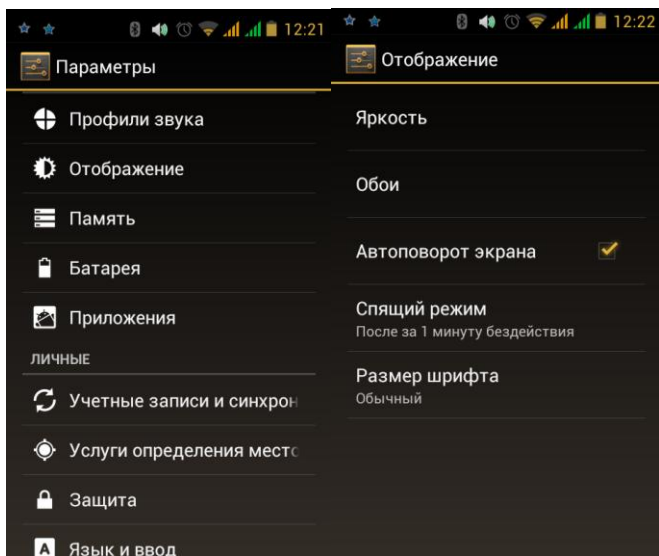 12:21
Параметры
Профили звука
Отображение
Память
Батарея
Приложения
ЛИЧНЫЕ
Учетные записи и синхрон
Услуги определения место
Защита
A Язык и ввод
12:22
Отображение
Яркость
Обои
Автоповорот экрана
Спящий режим
После за 1 минуту бездействия
Размер шрифта
Обычный